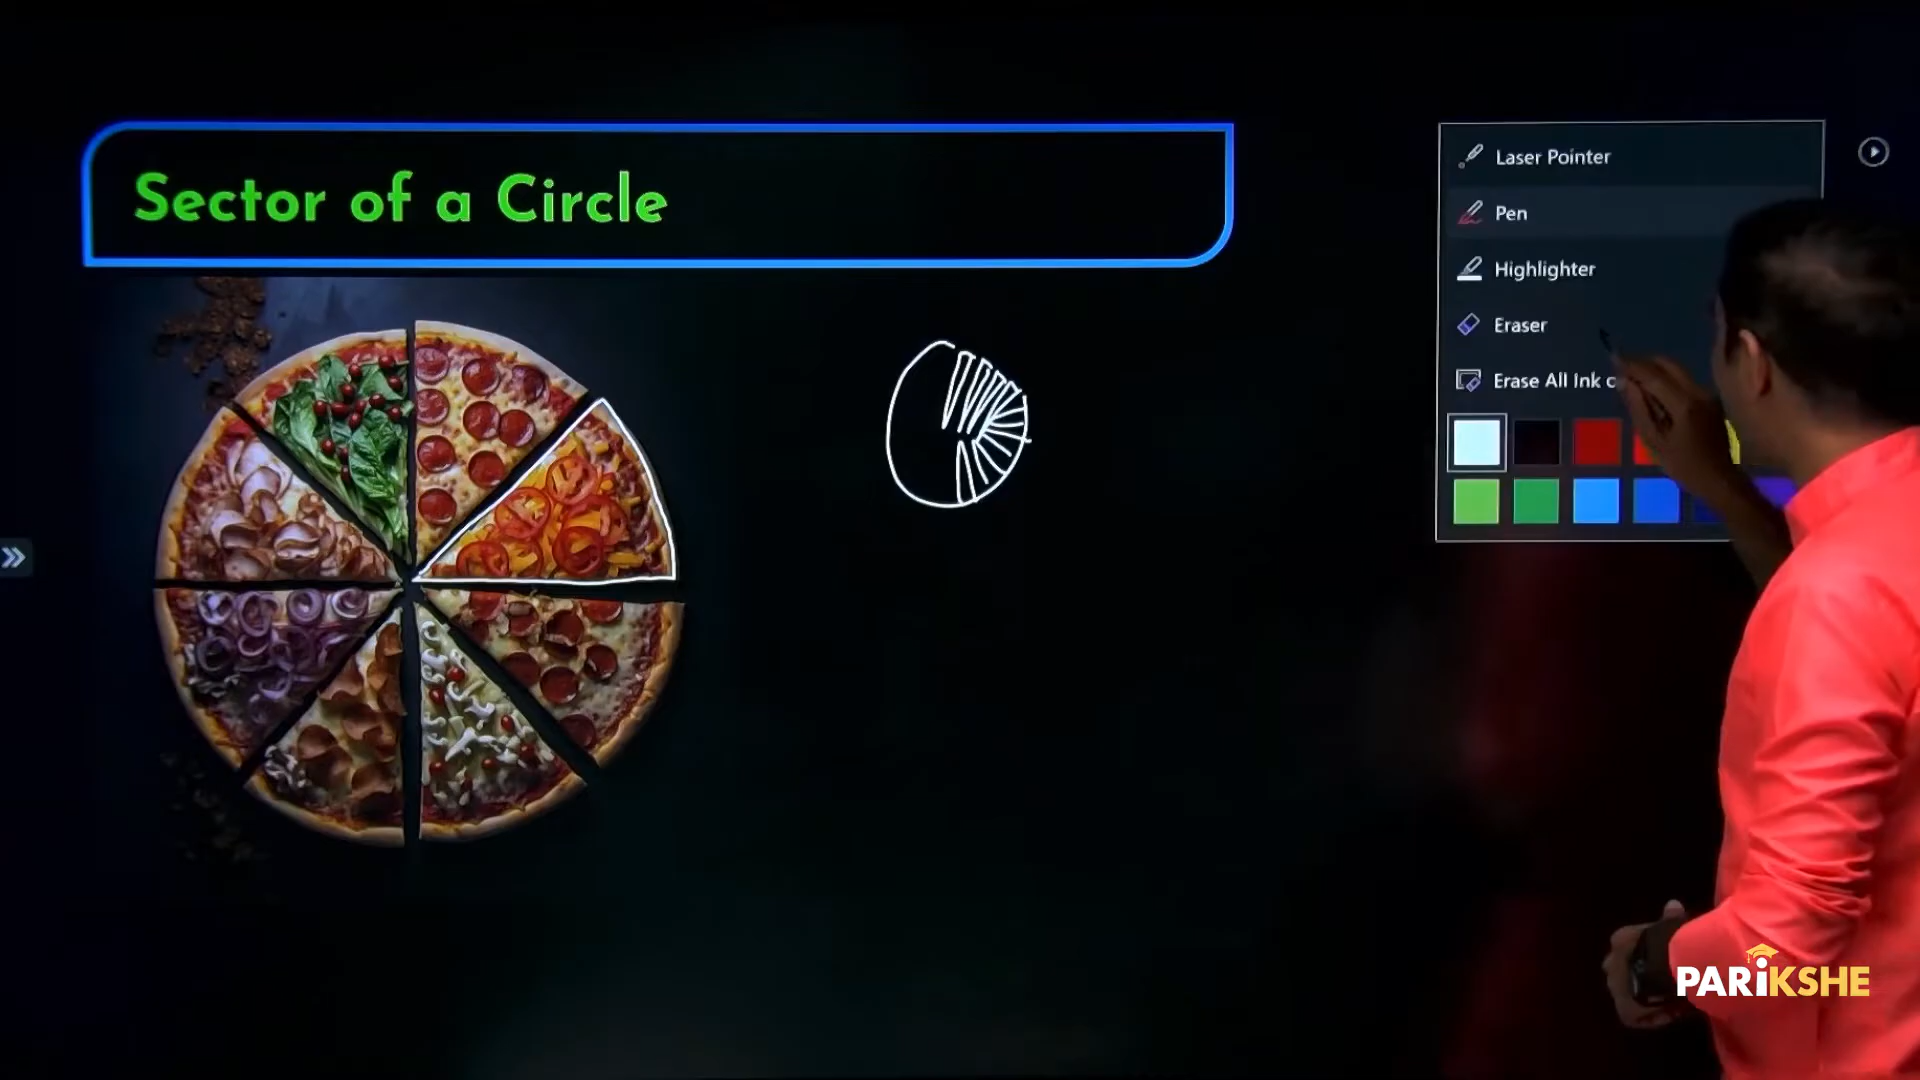 Sector of a Circle
Laser Pointer
Pen
Highlighter
Eraser
Erase All Ink
PARiKSHE